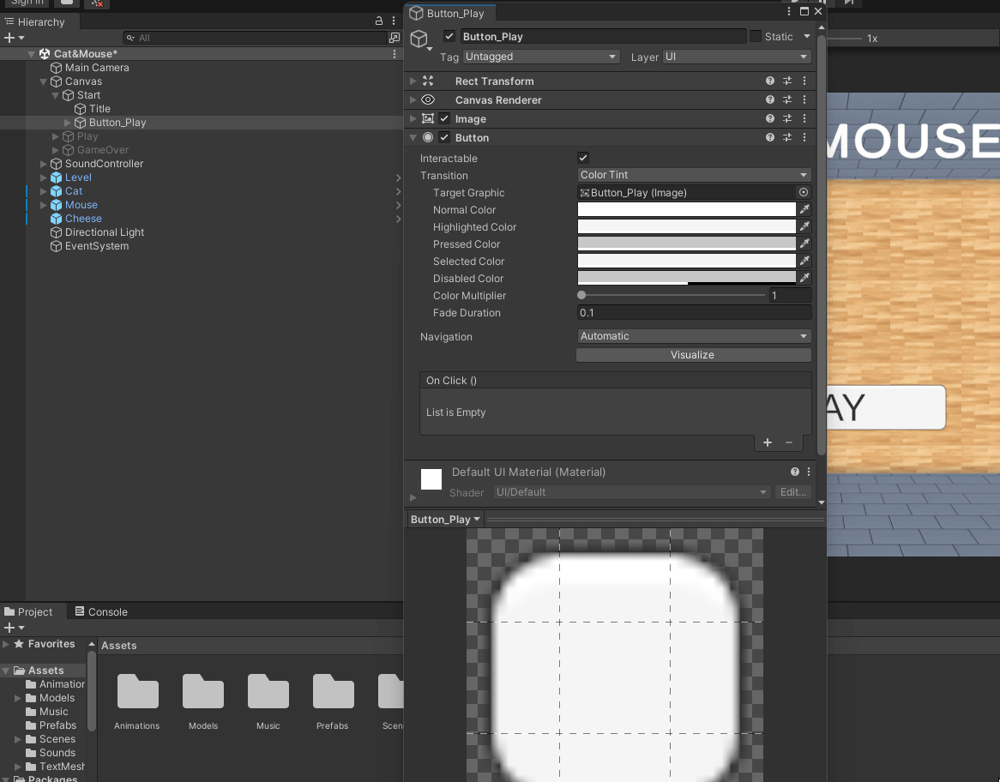 Sign in
Hierarchy
All
Cat&Mouse*
Main Camera
Canvas
Start
Title
Button_Play
Play
GameOver
SoundController
Level
Cat
Mouse
Cheese
Directional Light
EventSystem
Button_Play
Button_Play
Static
Tag Untagged Layer UI
Rect Transform
Canvas Renderer
Image
Button
Interactable
Transition Color Tint
Target Graphic Button_Play (Image)
Normal Color
Highlighted Color
Pressed Color
Selected Color
Disabled Color
Color Multiplier 1
Fade Duration 0.1
Navigation Automatic
Visualize
On Click ()
List is Empty
Default UI Material (Material)
Shader UI/Default Edit...
Button_Play
1x
MOUSE
AY
Project Console
Favorites
Assets
Animation
Models
Music
Prefabs
Scenes
Sounds
TextMesh
Packages
Assets
Animations Models Music Prefabs Scen